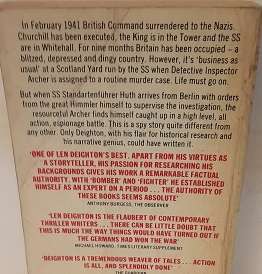 In February 1941 British Command surrendered to the Nazis.
Churchill has been executed, the King is in the Tower and the SS
are in Whitehall. For nine months Britain has been occupied – a
blitzed, depressed and dingy country. However, it's 'business as
usual' at a Scotland Yard run by the SS when Detective Inspector
Archer is assigned to a routine murder case. Life must go on.
But when SS Standartenführer Huth arrives from Berlin with orders
from the great Himmler himself to supervise the investigation, the
resourceful Archer finds himself caught up in a high level, all
action, espionage battle. This is a spy story quite different from
any other. Only Deighton, with his flair for historical research and
his narrative genius, could have written it.
'ONE OF LEN DEIGHTON'S BEST. APART FROM HIS VIRTUES AS
A STORYTELLER, HIS PASSION FOR RESEARCHING HIS
BACKGROUNDS GIVES HIS WORK A REMARKABLE FACTUAL
AUTHORITY. WITH 'BOMBER' AND 'FIGHTER' HE ESTABLISHED
HIMSELF AS AN EXPERT ON A PERIOD ... THE AUTHORITY OF
THESE BOOKS SEEMS ABSOLUTE'
ANTHONY BURGESS, THE OBSERVER
'LEN DEIGHTON IS THE FLAUBERT OF CONTEMPORARY
THRILLER WRITERS ... THERE CAN BE LITTLE DOUBT THAT
THIS IS MUCH THE WAY THINGS WOULD HAVE TURNED OUT IF
THE GERMANS HAD WON THE WAR'
MICHAEL HOWARD, TIMES LITERARY SUPPLEMENT
'DEIGHTON IS A TREMENDOUS WEAVER OF TALES... ACTION
IS ALL, AND SPLENDIDLY DONE'